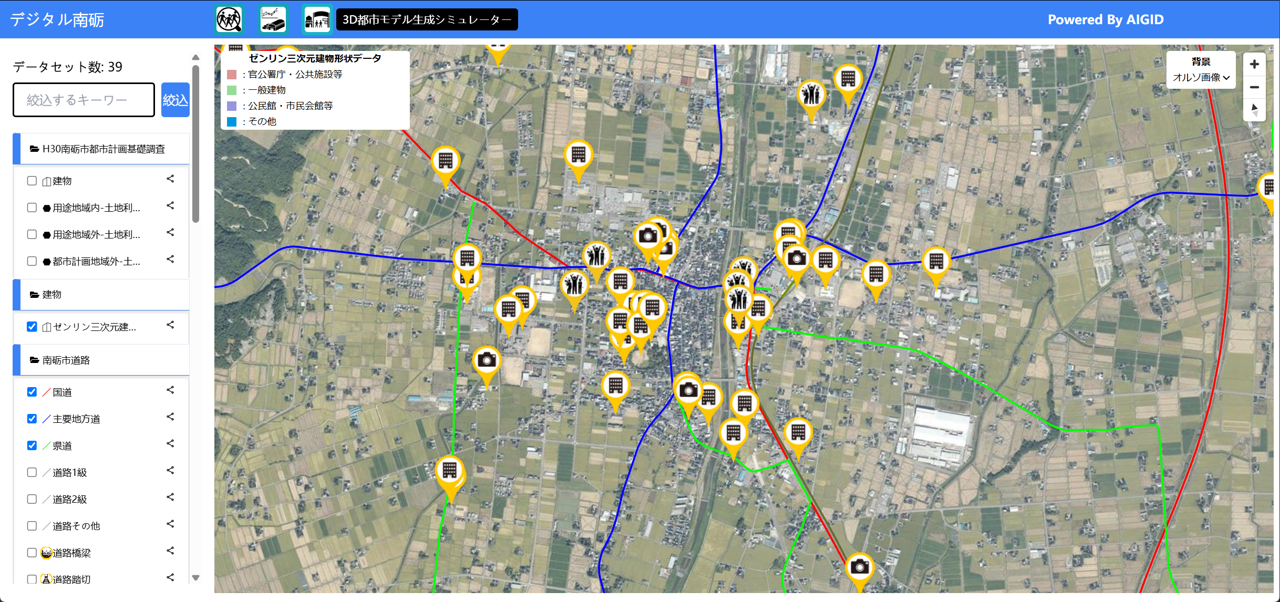 デジタル南砺
3D都市モデル生成シミュレーター
Powered By AIGID
データセット数: 39
絞込するキーワー
絞込
H30南砺市都市計画基礎調査
建物
用途地域内-土地利...
用途地域外-土地利...
都市計画地域外-土...
建物
ゼンリン三次元建...
南砺市道路
国道
主要地方道
県道
道路1級
道路2級
道路その他
道路橋梁
道路踏切
ゼンリン三次元建物形状データ
：官公署庁・公共施設等
：一般建物
：公民館・市民会館等
：その他
背景
オルソ画像
+
−